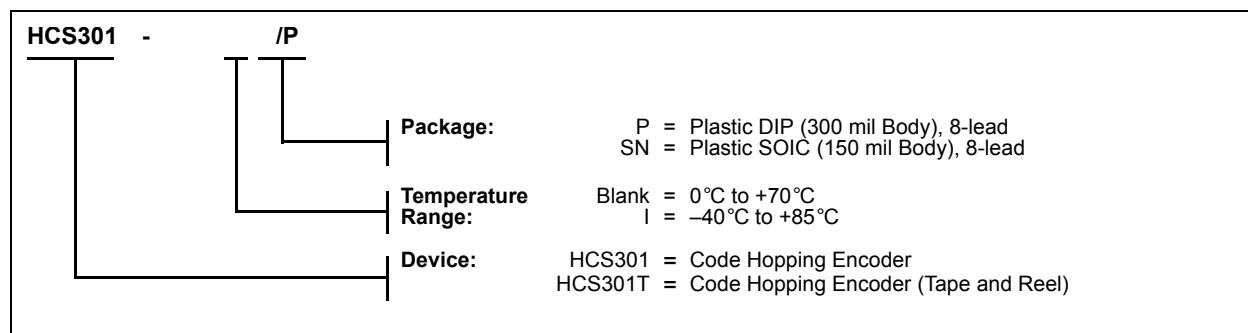 HCS301 - /P
Package: P = Plastic DIP (300 mil Body), 8-lead
SN = Plastic SOIC (150 mil Body), 8-lead
Temperature Blank = 0°C to +70°C
Range: I = –40°C to +85°C
Device: HCS301 = Code Hopping Encoder
HCS301T = Code Hopping Encoder (Tape and Reel)